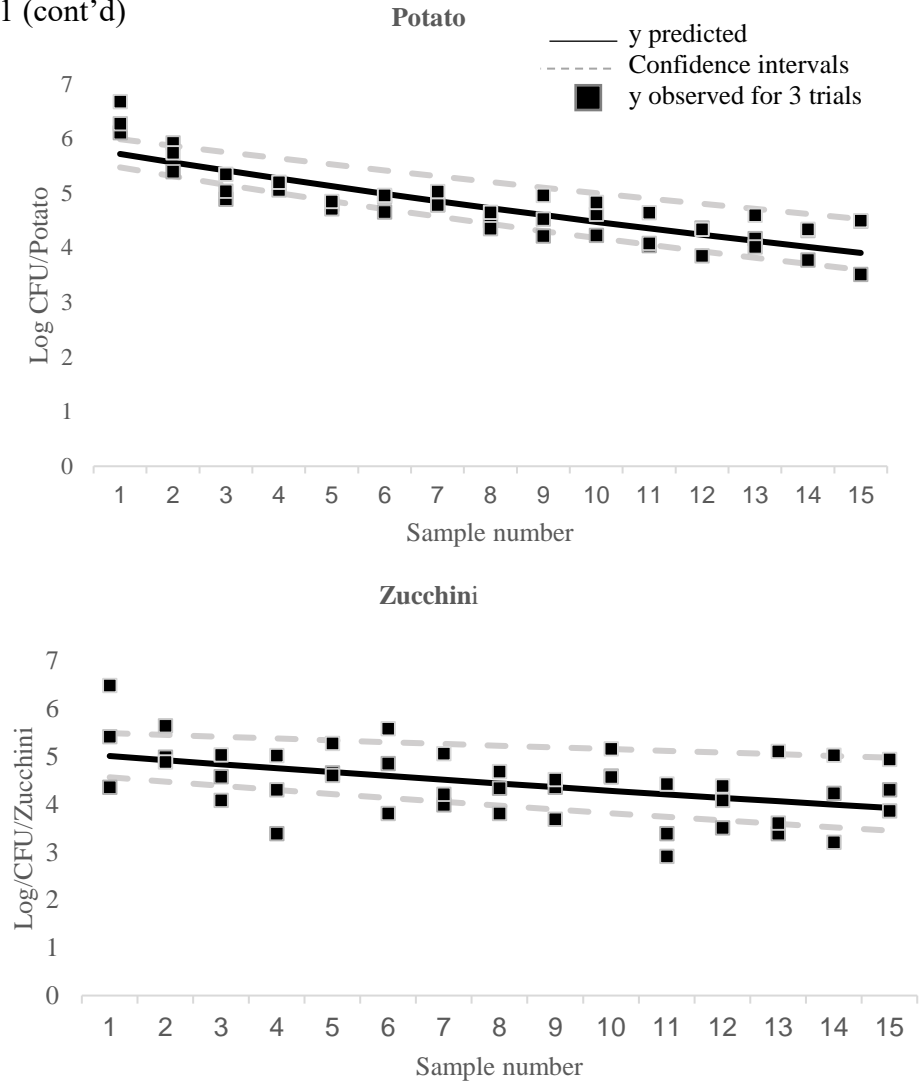 1 (cont’d)
Potato
y predicted
Confidence intervals
y observed for 3 trials
7
6
5
4
3
2
1
0
Log CFU/Potato
1 2 3 4 5 6 7 8 9 10 11 12 13 14 15
Sample number
Zucchini
7
6
5
4
3
2
1
0
Log/CFU/Zucchini
1 2 3 4 5 6 7 8 9 10 11 12 13 14 15
Sample number